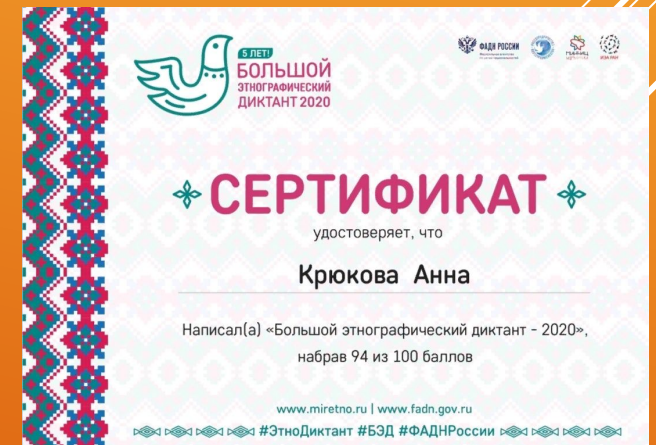 5 ЛЕТ!
БОЛЬШОЙ
ЭТНОГРАФИЧЕСКИЙ
ДИКТАНТ 2020
ФАДН РОССИИ
СЕРТИФИКАТ
удостоверяет, что
Крюкова Анна
Написал(а) «Большой этнографический диктант - 2020»,
набрав 94 из 100 баллов
www.miretno.ru | www.fadn.gov.ru
#ЭтноДиктант #БЭД #ФАДНРоссии